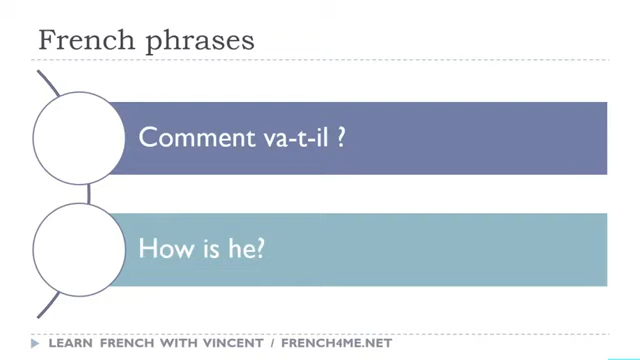 French phrases
Comment va-t-il ?
How is he?
LEARN FRENCH WITH VINCENT / FRENCH4ME.NET